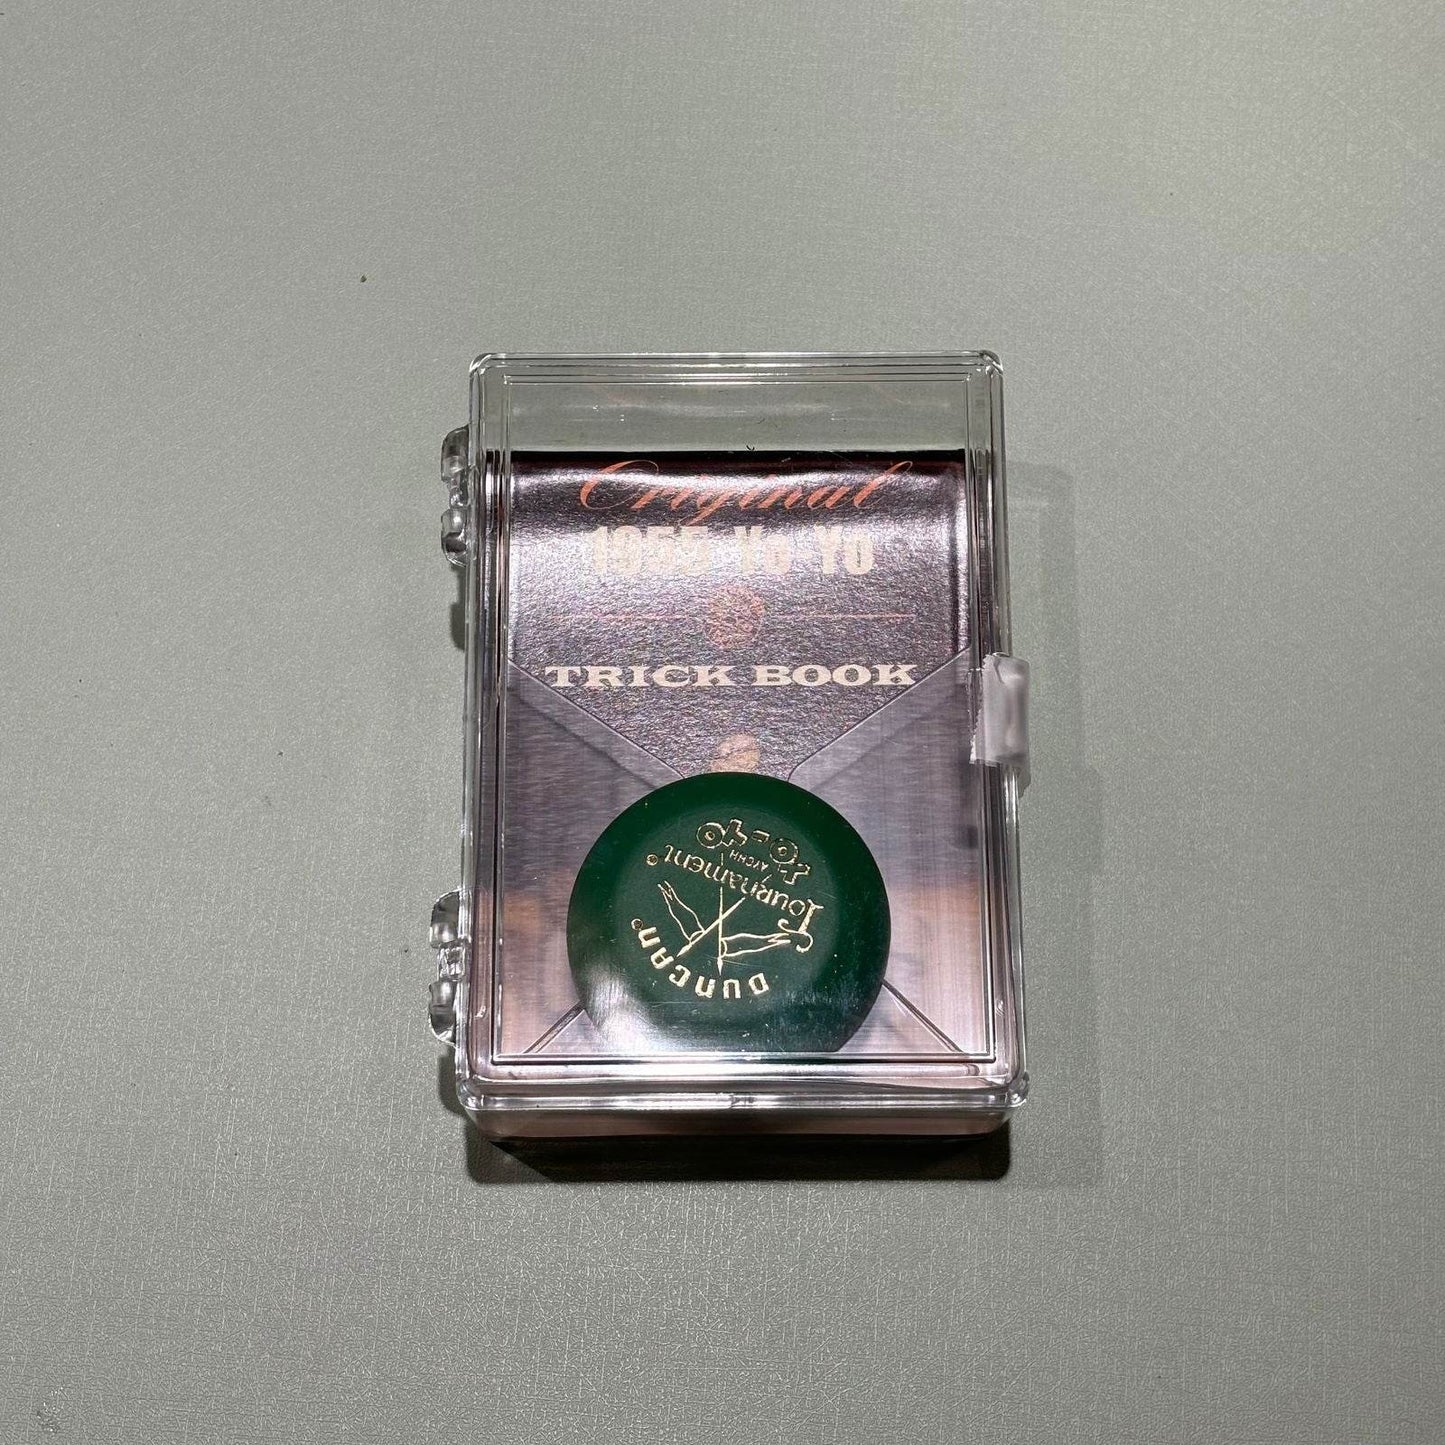 Original
1955 Yo-Yo
TRICK BOOK
DUNCAN®
Tournament®
YO-YO